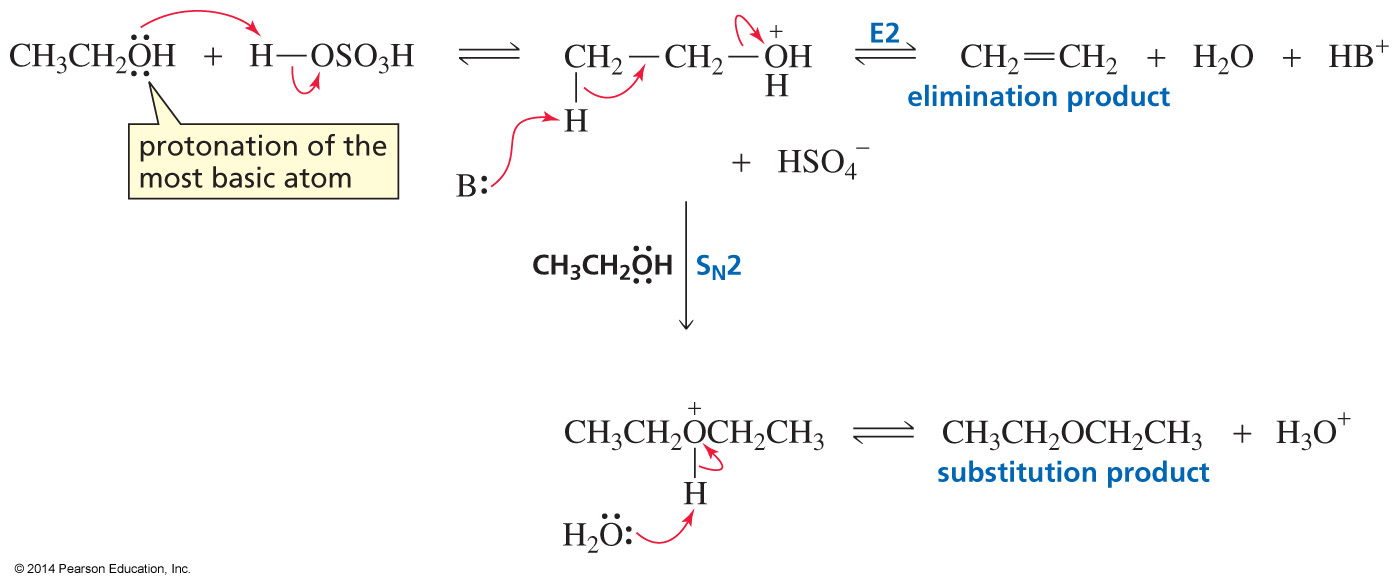 CH₃CH₂ÖH + H—OSO₃H ⇌ CH₂—CH₂—OH⁺ E2 ⇌ CH₂=CH₂ + H₂O + HB⁺
H
H
elimination product
protonation of the
most basic atom
B:
+ HSO₄⁻
CH₃CH₂ÖH Sₙ2
CH₃CH₂O⁺CH₂CH₃ ⇌ CH₃CH₂OCH₂CH₃ + H₃O⁺
H
substitution product
H₂Ö:
© 2014 Pearson Education, Inc.